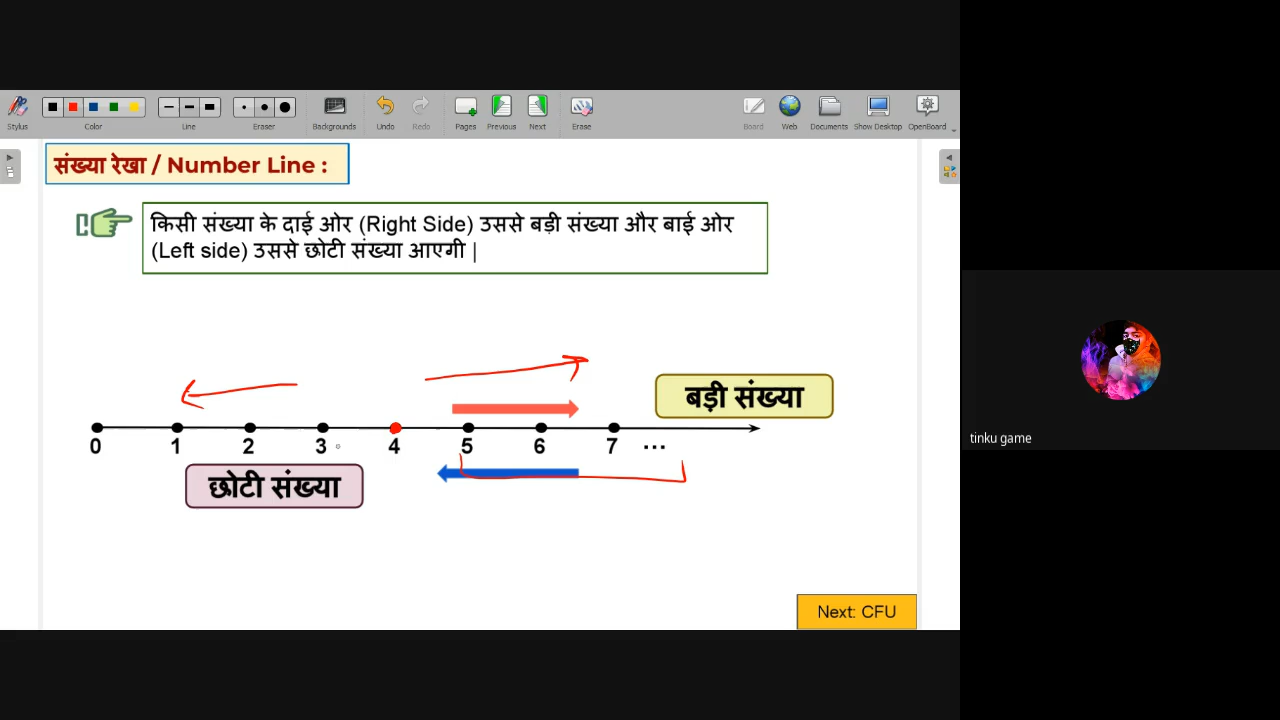 Stylus
Color
Line
Eraser
Backgrounds
Undo
Redo
Pages
Previous
Next
Erase
Board
Web
Documents
Show Desktop
OpenBoard
संख्या रेखा / Number Line :
किसी संख्या के दाई ओर (Right Side) उससे बड़ी संख्या और बाई ओर
(Left side) उससे छोटी संख्या आएगी |
बड़ी संख्या
0 1 2 3 4 5 6 7 ...
छोटी संख्या
Next: CFU
tinku game